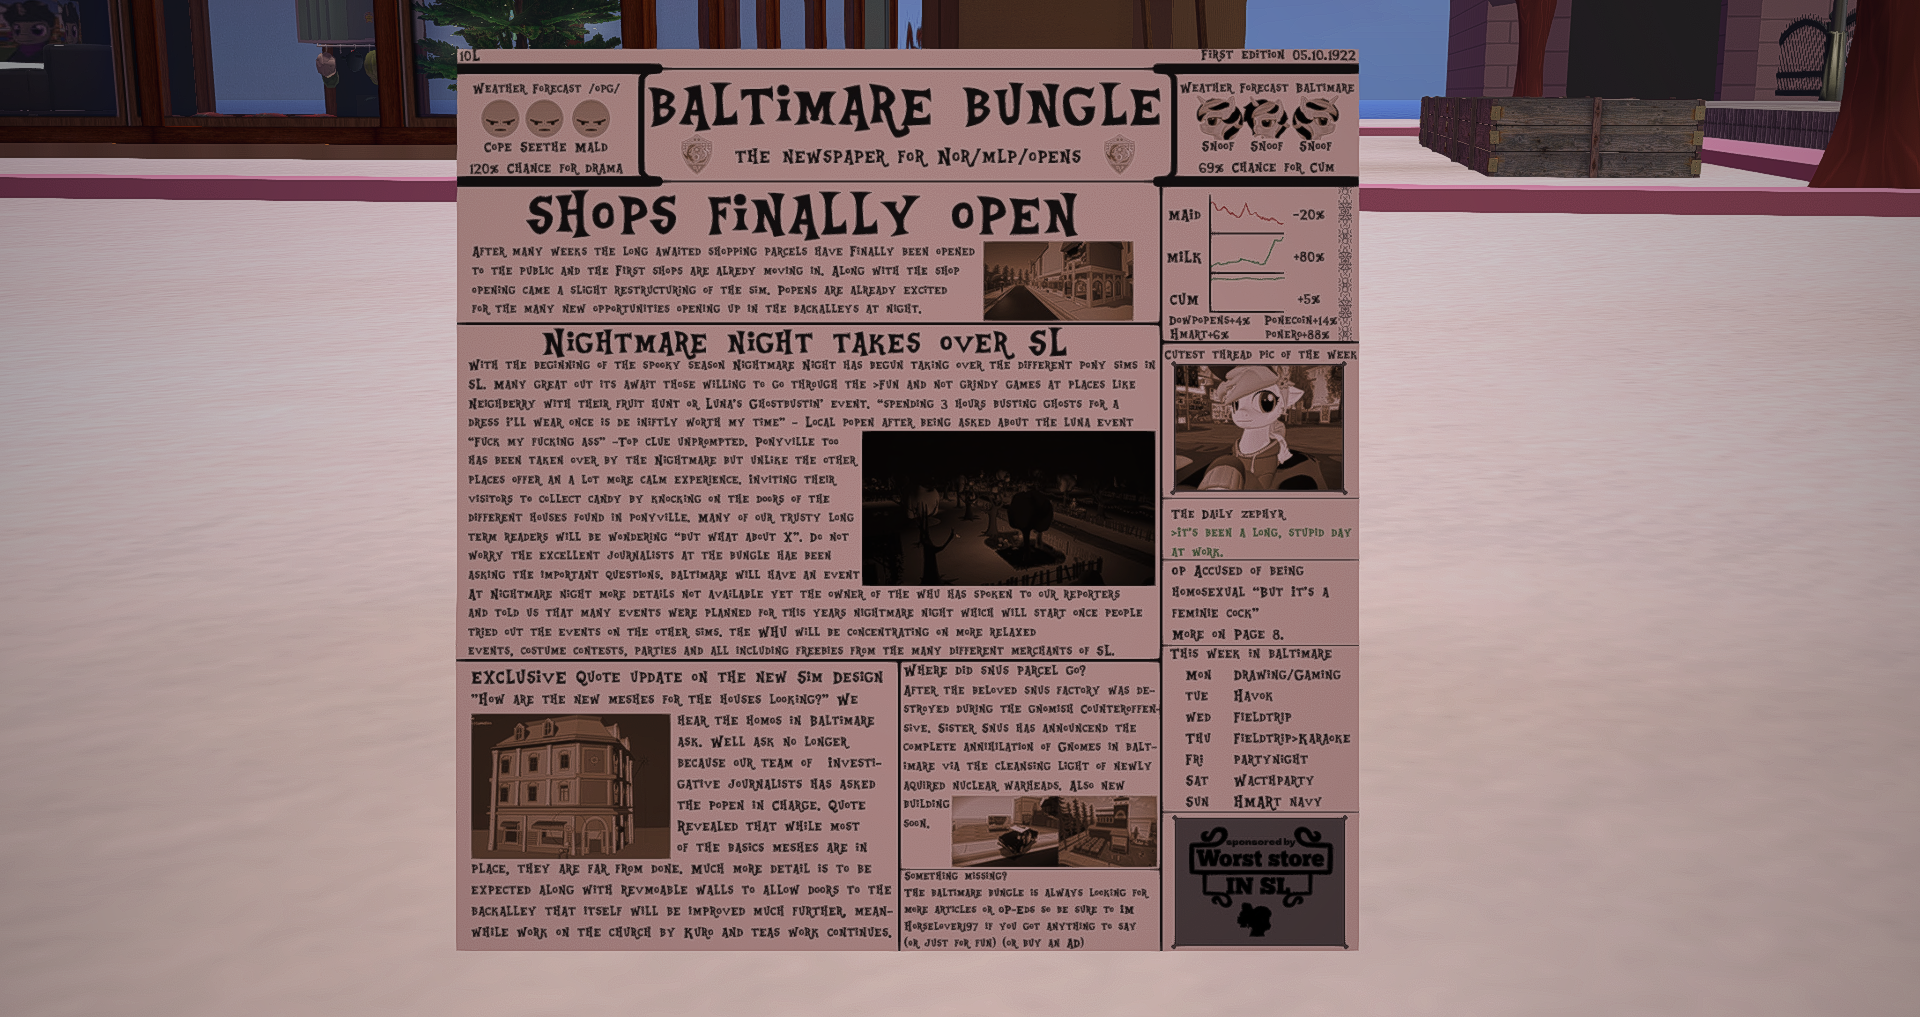 10L
First Edition 05.10.1922
Weather Forecast /OPG/
Cope Seethe Mald
120% chance for drama
BALTiMARE BUNGLE
The newspaper for Nor/mlp/opens
Weather Forecast Baltimare
Snoof Snoof Snoof
69% chance for cum
SHOPS FiNALLY OPEN
After many weeks the long awaited shopping parcels have finally been opened
to the public and the first shops are alredy moving in. Along with the shop
opening came a slight restructuring of the sim. Popens are already excited
for the many new opportunities opening up in the backalleys at night.
Maid -20%
Milk +80%
Cum +5%
Dowpopens+4% Ponecoin+14%
Hmart+6% Ponero+88%
Nightmare Night takes over SL
With the beginning of the spooky season Nightmare Night has begun taking over the different pony sims in
SL. many great out its await those willing to go through the >fun and not grindy games at places like
Neighberry with their fruit hunt or Luna's Ghostbustin' event. "spending 3 hours busting ghosts for a
dress i'll wear once is de iniftly worth my time" - Local popen after being asked about the luna event
"Fuck my fucking ass" -Top clue unprompted. Ponyville too
has been taken over by the Nightmare but unlike the other
places offer an a lot more calm experience. Inviting their
visitors to collect candy by knocking on the doors of the
different houses found in ponyville. Many of our trusty long
term readers will be wondering "but what about X". Do not
worry the excellent journalists at the bungle hae been
asking the important questions. baltimare will have an event
At Nightmare night more details not available yet the owner of the whu has spoken to our reporters
and told us that many events were planned for this years nightmare night which will start once people
tried out the events on the other sims. the WHU will be concentrating on more relaxed
events, costume contests, parties and all including freebies from the many different merchants of SL.
Cutest thread pic of the week
The daily zephyr
>it's been a long, stupid day
at work.
OP Accused of being
homosexual "but it's a
feminie cock"
More on Page 8.
This week in Baltimare
Mon Drawing/Gaming
Tue Havok
Wed Fieldtrip
Thu Fieldtrip>Karaoke
Fri Partynight
Sat Wacthparty
Sun Hmart Navy
sponsored by
Worst store
IN SL
EXCLUSiVE Quote update on the new Sim Design
"How are the new meshes for the houses looking?" We
hear the homos in Baltimare
ask. Well ask no longer
because our team of investi-
gative journalists has asked
the popen in charge. Quote
Revealed that while most
of the basics meshes are in
place, they are far from done. Much more detail is to be
expected along with revmoable walls to allow doors to the
backalley that itself will be improved much further, mean-
while work on the church by Kuro and Teas work continues.
Where did snus parcel go?
After the beloved snus factory was de-
stroyed during the gnomish counteroffen-
sive. Sister Snus has announcend the
complete annihilation of Gnomes in balt-
imare via the cleansing light of newly
aquired nuclear warheads. Also new
building
soon.
Something missing?
The baltimare bungle is always looking for
more articles or op-eds so be sure to IM
Horselover197 if you got anything to say
(or just for fun) (or buy an ad)